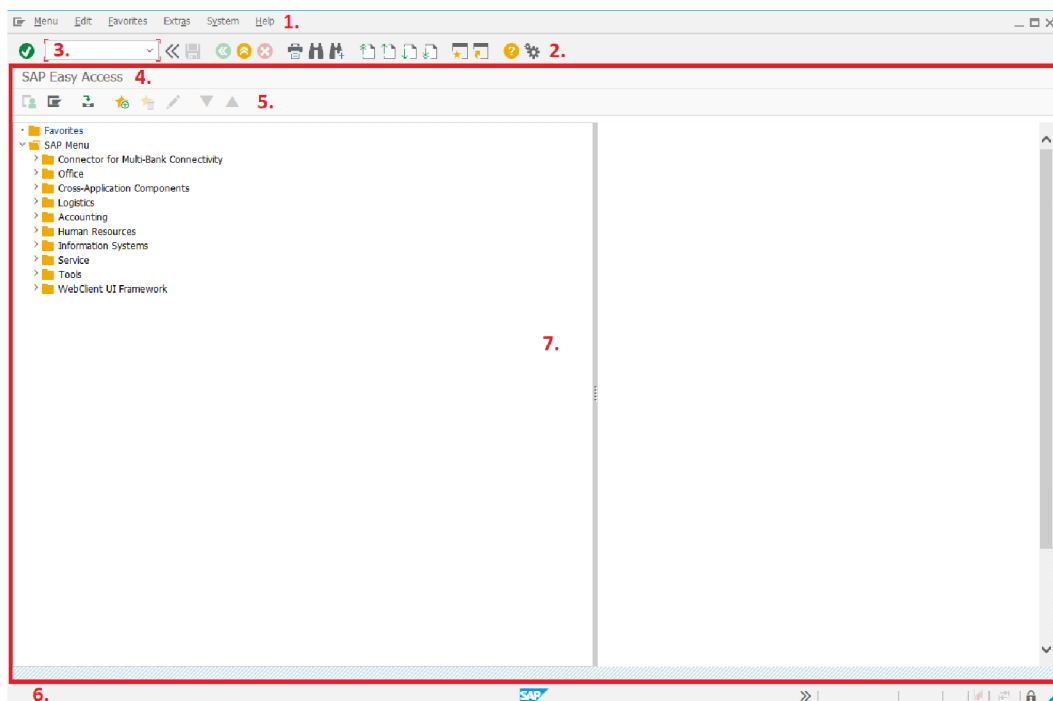 Menu Edit Favorites Extras System Help 1.
3. 2.
SAP Easy Access 4.
5.
Favorites
SAP Menu
Connector for Multi-Bank Connectivity
Office
Cross-Application Components
Logistics
Accounting
Human Resources
Information Systems
Service
Tools
WebClient UI Framework
7.
6. SAP